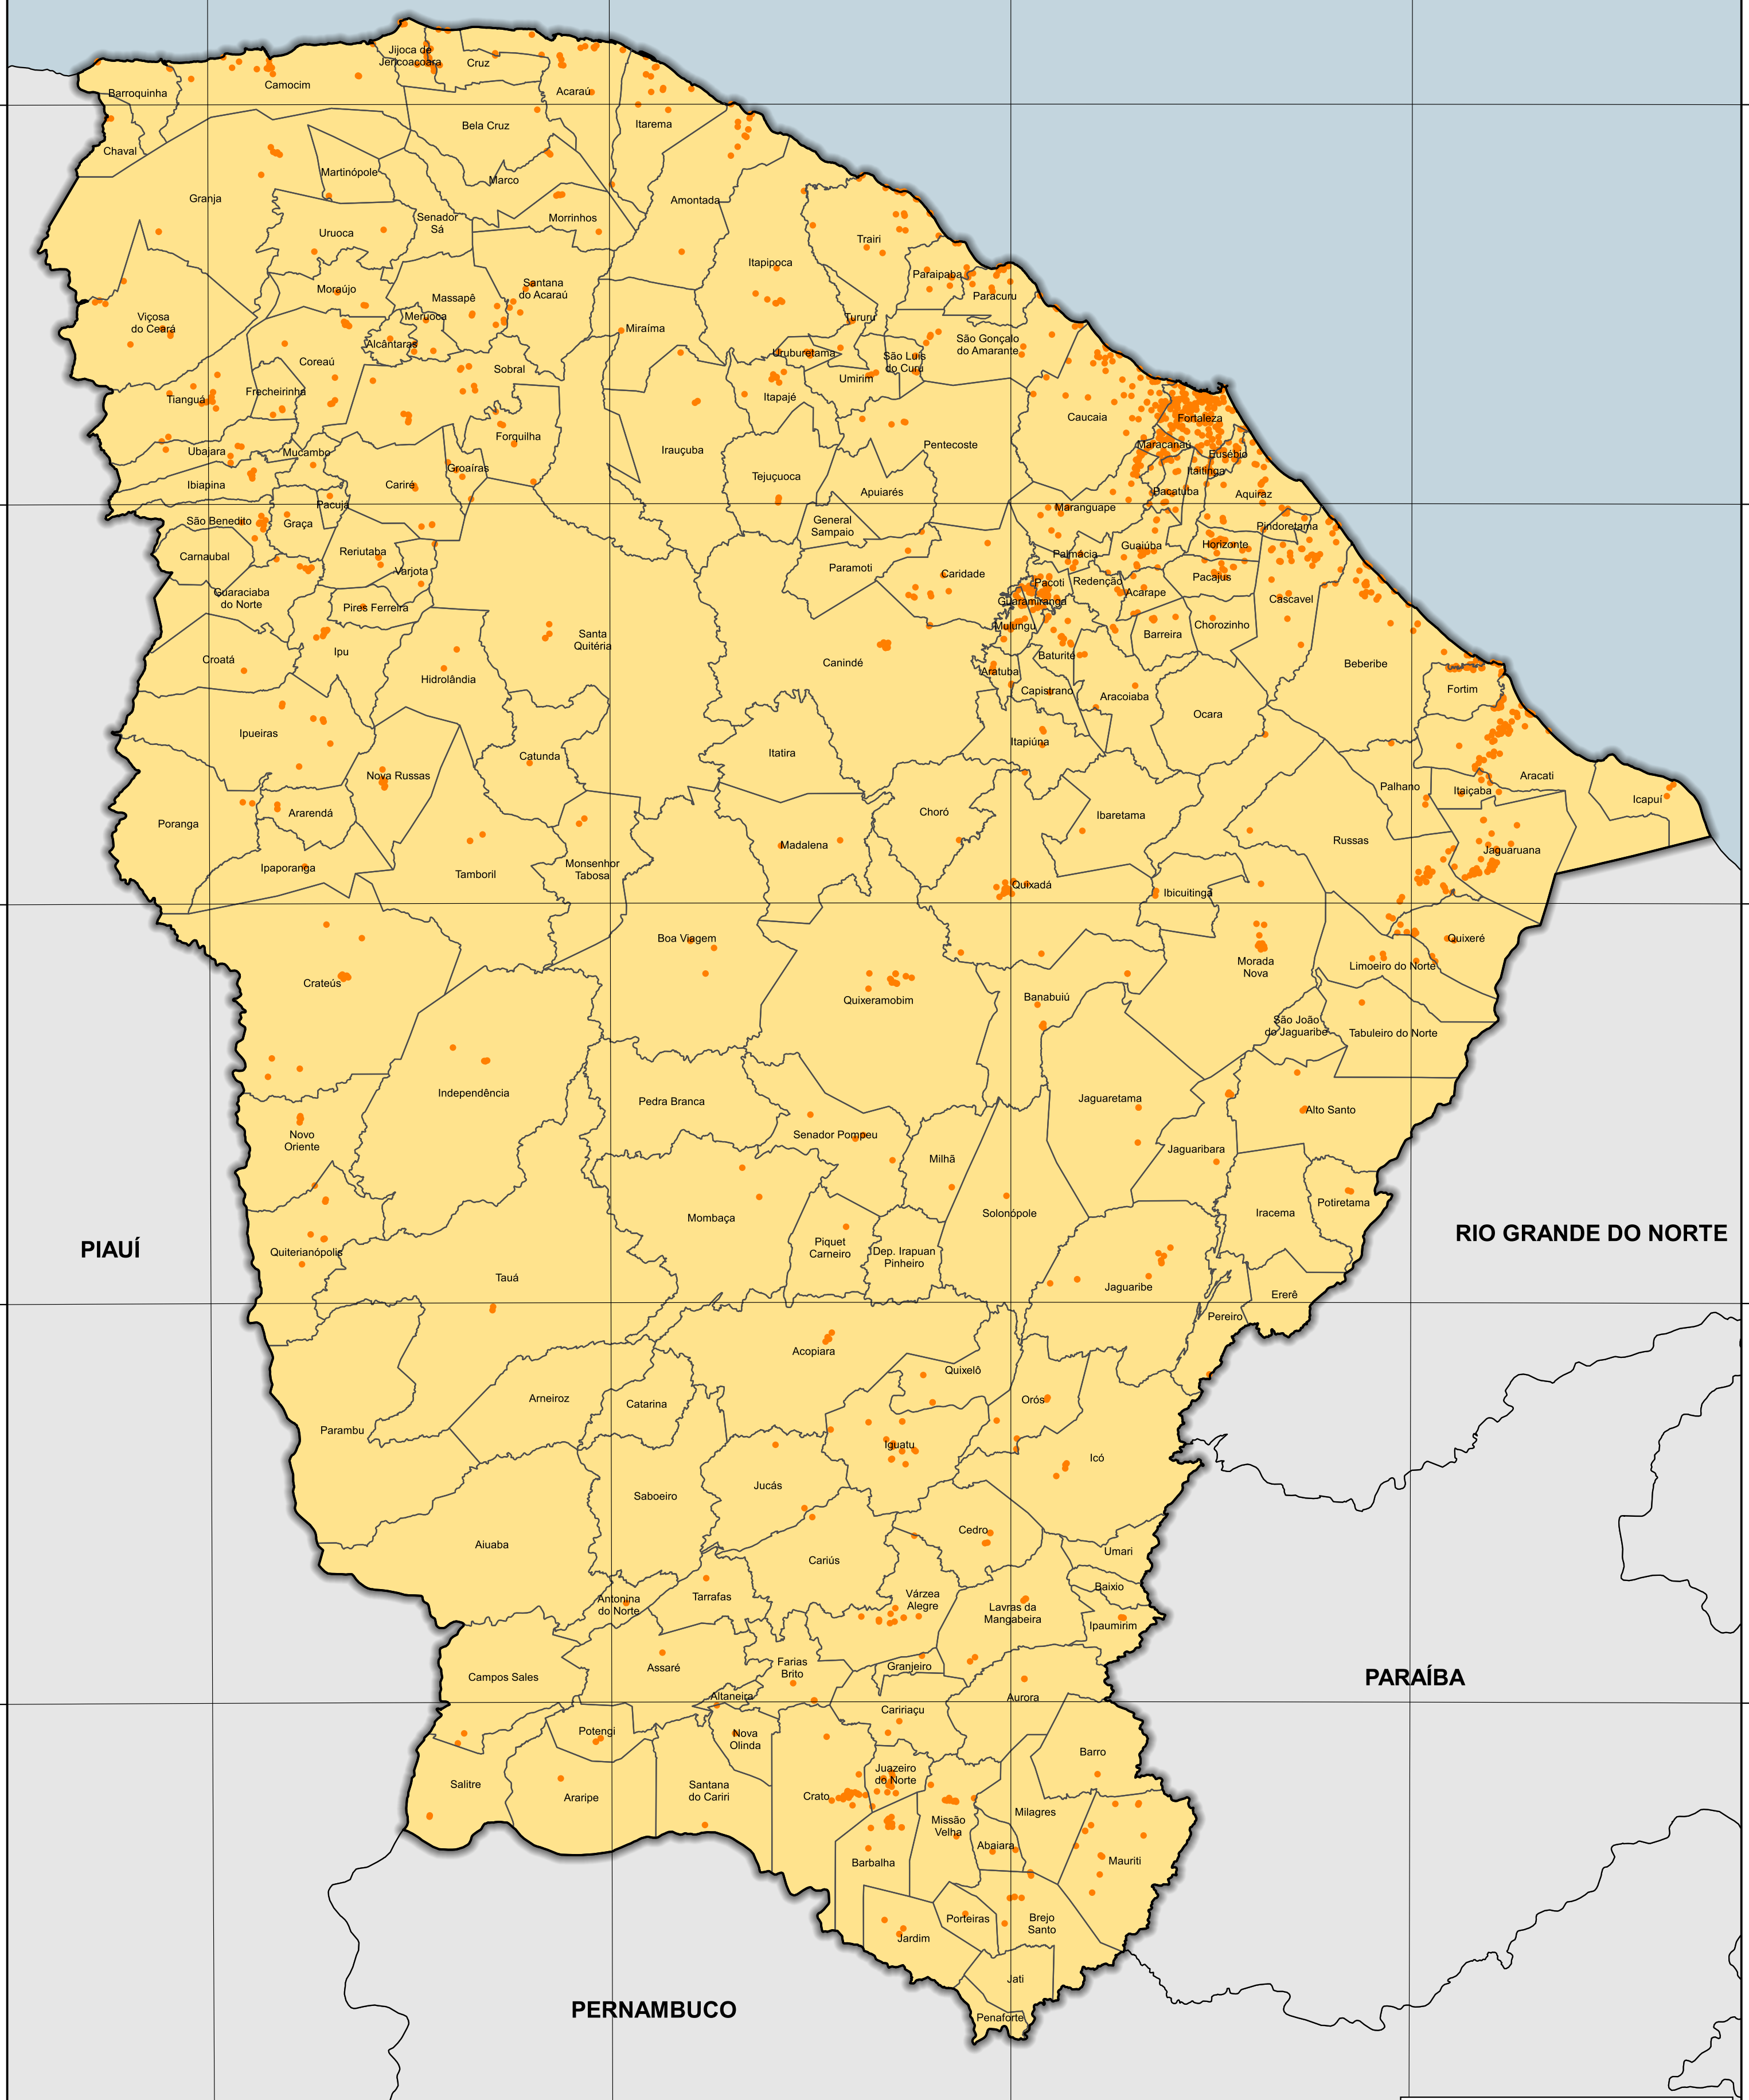 Jijoca de
Jericoacoara
Cruz
Barroquinha
Camocim
Acaraú
Chaval
Bela Cruz
Itarema
Granja
Martinópole
Marco
Amontada
Senador
Sá
Morrinhos
Uruoca
Trairi
Itapipoca
Paraipaba
Moraújo
Massapê
Santana
do Acaraú
Paracuru
Viçosa
do Ceará
Meruoca
Miraíma
Tururu
Alcântaras
Uruburetama
São Luís
do Curu
São Gonçalo
do Amarante
Coreaú
Sobral
Umirim
Tianguá
Frecheirinha
Itapajé
Caucaia
Fortaleza
Forquilha
Pentecoste
Maracanaú
Eusébio
Ubajara
Mucambo
Irauçuba
Groaíras
Itaitinga
Ibiapina
Cariré
Tejuçuoca
Apuiarés
Pacatuba
Aquiraz
Pacujá
Maranguape
São Benedito
Graça
General
Sampaio
Pindoretama
Carnaubal
Reriutaba
Palmácia
Guaiúba
Horizonte
Varjota
Paramoti
Caridade
Pacoti
Redenção
Pacajus
Guaraciaba
do Norte
Pires Ferreira
Guaramiranga
Acarape
Cascavel
Mulungu
Barreira
Chorozinho
Santa
Quitéria
Croatá
Ipu
Canindé
Baturité
Beberibe
Hidrolândia
Aratuba
Capistrano
Aracoiaba
Fortim
Ocara
Ipueiras
Itapiúna
Catunda
Itatira
Nova Russas
Aracati
Palhano
Itaiçaba
Icapuí
Poranga
Ararendá
Choró
Ibaretama
Madalena
Russas
Jaguaruana
Ipaporanga
Tamboril
Monsenhor
Tabosa
Quixadá
Ibicuitinga
Boa Viagem
Quixeré
Morada
Nova
Limoeiro do Norte
Crateús
Quixeramobim
Banabuiú
São João
do Jaguaribe
Tabuleiro do Norte
Independência
Pedra Branca
Jaguaretama
Alto Santo
Novo
Oriente
Senador Pompeu
Milhã
Jaguaribara
Potiretama
Mombaça
Solonópole
Iracema
PIAUÍ
RIO GRANDE DO NORTE
Quiterianópolis
Piquet
Carneiro
Dep. Irapuan
Pinheiro
Tauá
Jaguaribe
Ererê
Pereiro
Acopiara
Quixelô
Arneiroz
Catarina
Orós
Parambu
Iguatu
Icó
Jucás
Saboeiro
Cedro
Aiuaba
Cariús
Umari
Baixio
Antonina
do Norte
Tarrafas
Várzea
Alegre
Lavras da
Mangabeira
Ipaumirim
Campos Sales
Assaré
Farias
Brito
Granjeiro
PARAÍBA
Altaneira
Aurora
Caririaçu
Potengi
Nova
Olinda
Barro
Juazeiro
do Norte
Salitre
Araripe
Santana
do Cariri
Crato
Milagres
Missão
Velha
Abaiara
Barbalha
Mauriti
Porteiras
Brejo
Santo
Jardim
Jati
PERNAMBUCO
Penaforte